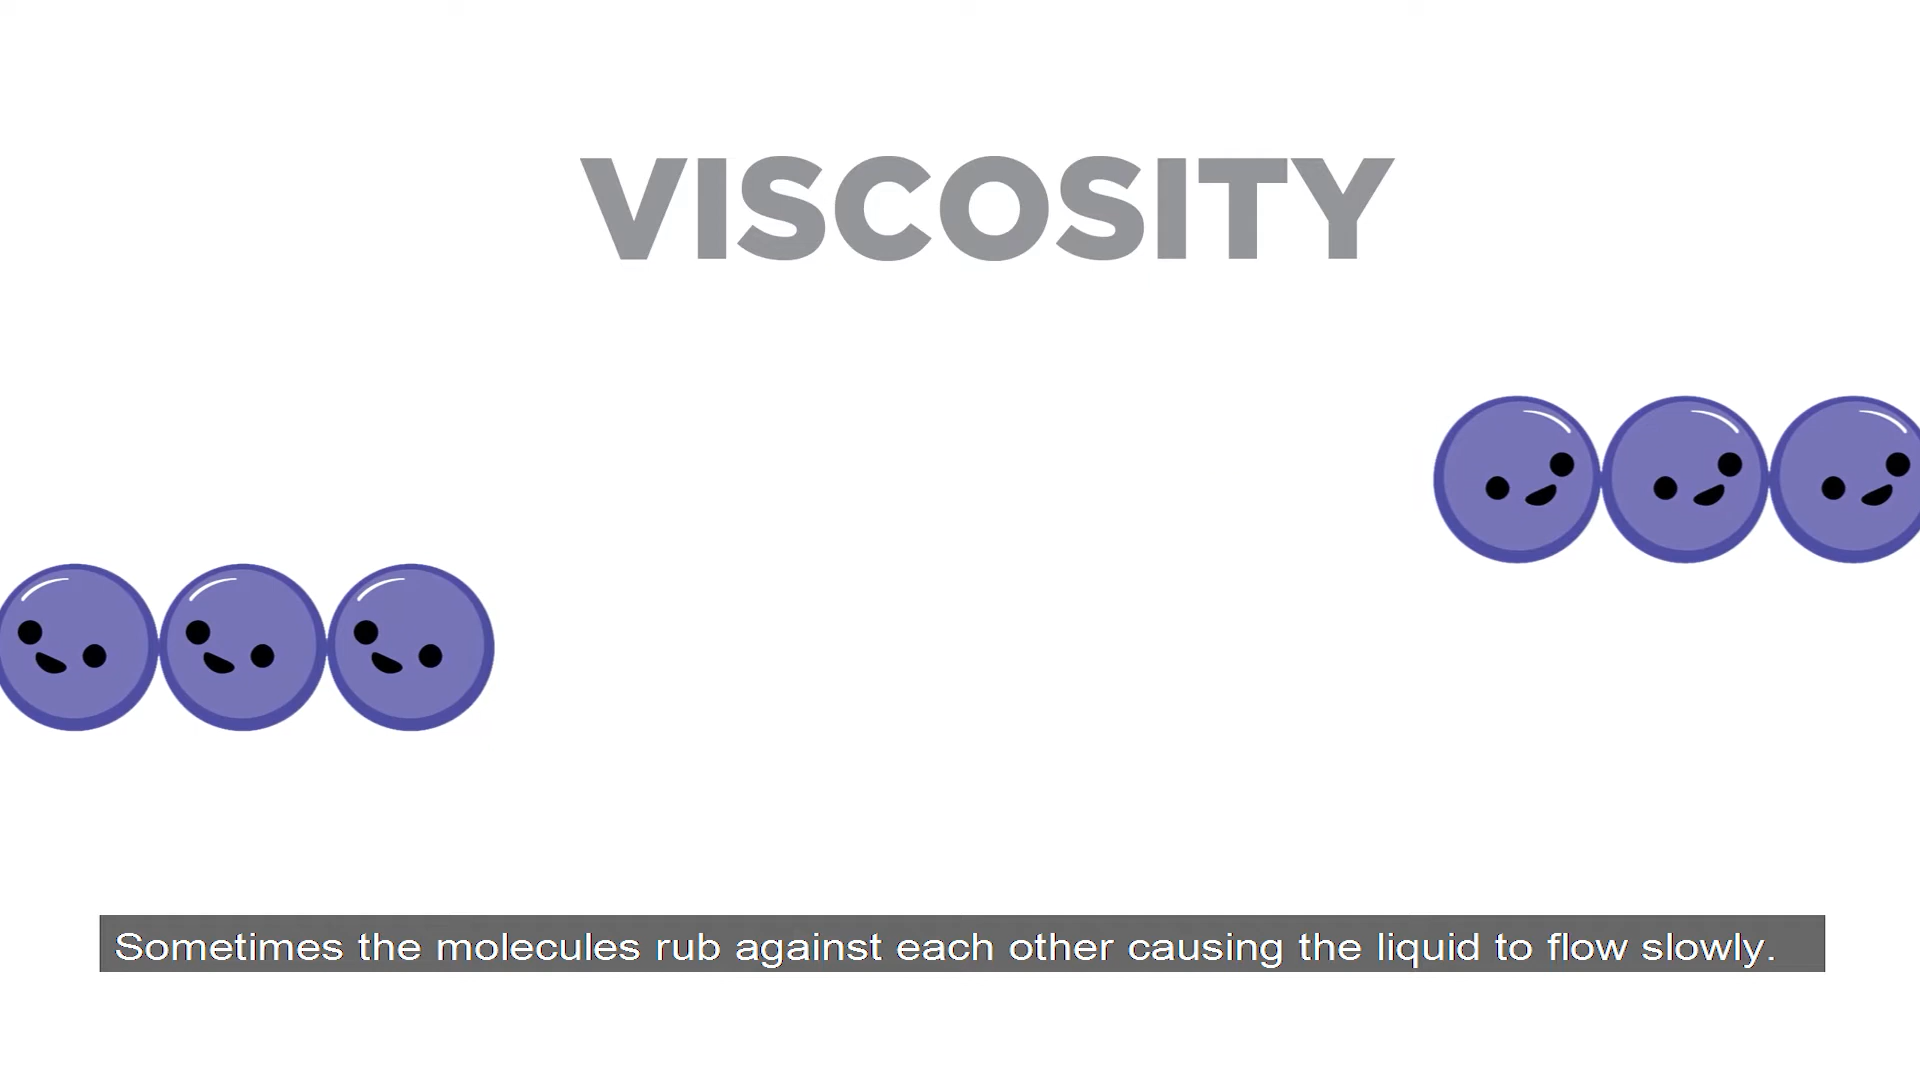 VISCOSITY
Sometimes the molecules rub against each other causing the liquid to flow slowly.